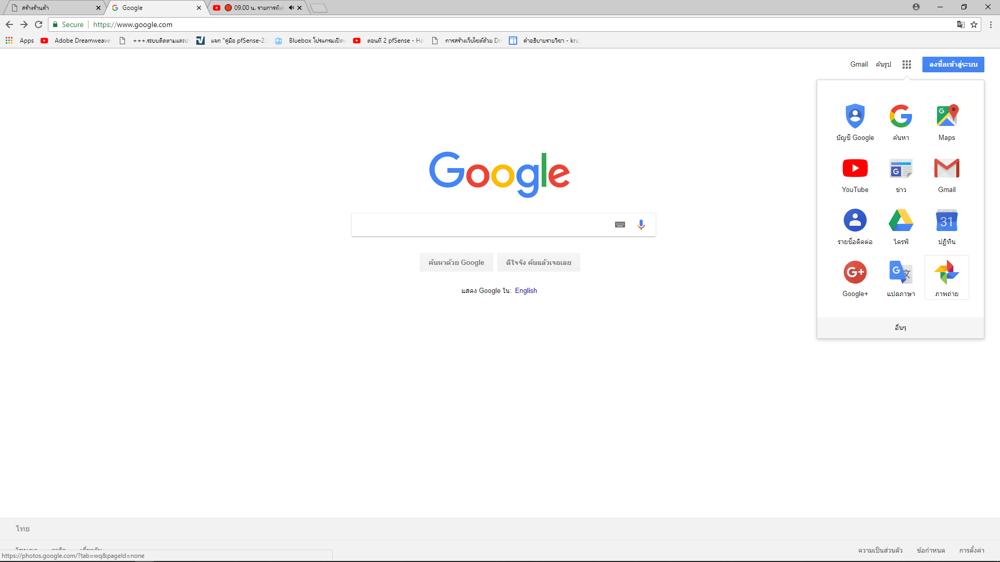 สร้างร้านค้า
Google
09.00 น. รายการ
Secure https://www.google.com
Apps
Adobe Dreamweave
+++.ระบบติดตามและ
แจก "คู่มือ pfSense-2.
Bluebox โปรแกรมเปิด
ตอนที่ 2 pfSense - Ho
การสร้างเว็บไซต์ด้วย Dr
คำอธิบายรายวิชา - kru
Gmail ค้นรูป ลงชื่อเข้าสู่ระบบ
บัญชี Google ค้นหา Maps
YouTube ข่าว Gmail
รายชื่อติดต่อ ไดรฟ์ ปฏิทิน
31
Google+ แปลภาษา ภาพถ่าย
อื่นๆ
Google
ค้นหาด้วย Google ดีใจจัง ค้นแล้วเจอเลย
แสดง Google ใน: English
ไทย
ความเป็นส่วนตัว ข้อกำหนด การตั้งค่า
https://photos.google.com/?tab=wq&pageId=none